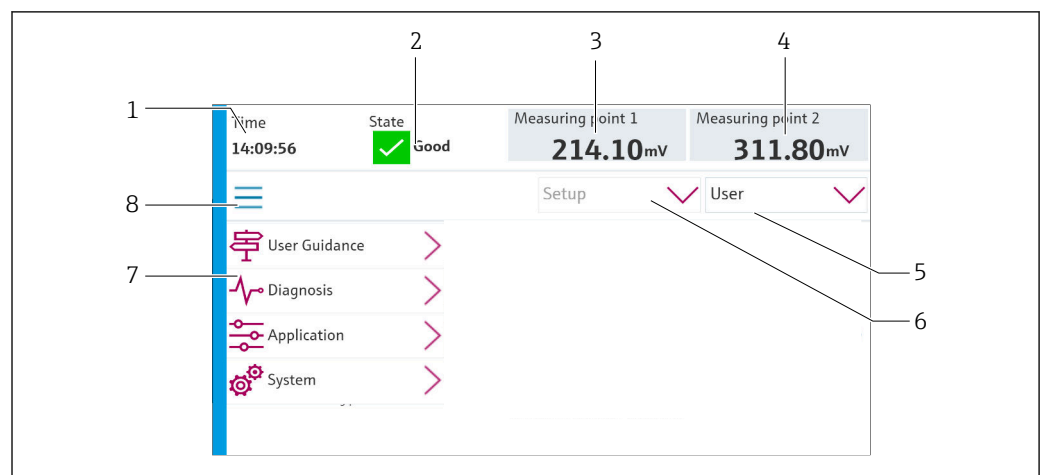 2 3 4
1
Time State Measuring point 1 Measuring point 2
14:09:56 Good 214.10mV 311.80mV
8 Setup User
User Guidance
7 Diagnosis 5
Application 6
System